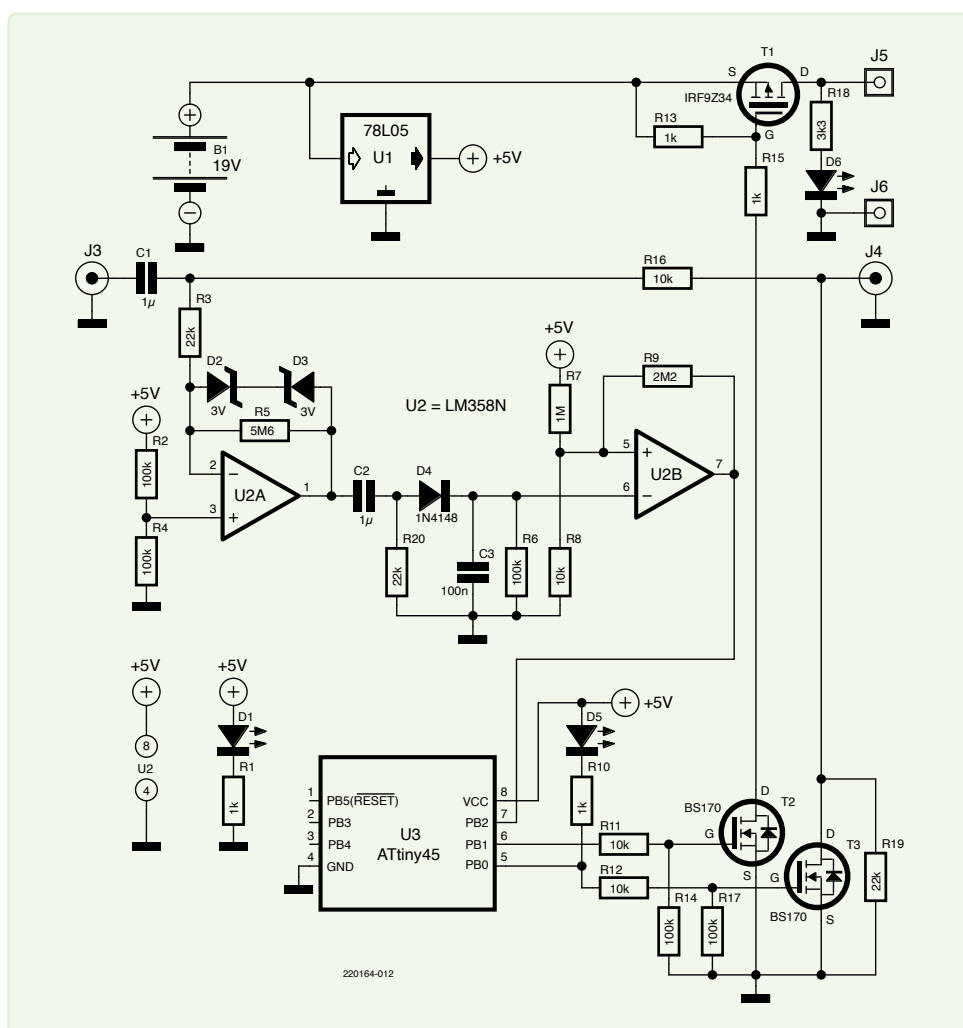 T1
J5
S
D
IRF9Z34
R18
3k3
R13
1k
G
R15
1k
D6
J6
B1
19V
78L05
U1
+5V
J3
C1
1µ
R16
10k
J4
R3
22k
D2
3V
D3
3V
R5
5M6
+5V
R2
100k
R4
100k
2
3
1
U2A
U2 = LM358N
C2
1µ
D4
1N4148
R20
22k
C3
100n
R6
100k
+5V
R7
1M
R8
10k
R9
2M2
5
6
7
U2B
+5V
8
U2
4
+5V
D1
R1
1k
1
PB5(RESET)
2
PB3
3
PB4
4
GND
U3
ATtiny45
VCC
8
PB2
7
PB1
6
PB0
5
D5
+5V
R10
1k
R11
10k
R12
10k
R14
100k
R17
100k
BS170
D
T2
G
S
D
T3
G
S
BS170
R19
22k
220164-012